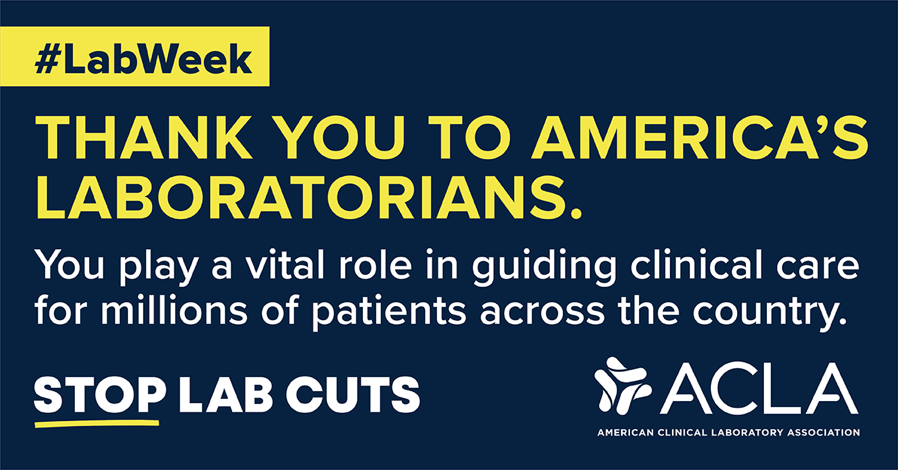 #LabWeek
THANK YOU TO AMERICA'S
LABORATORIANS.
You play a vital role in guiding clinical care
for millions of patients across the country.
STOP LAB CUTS
ACLA
AMERICAN CLINICAL LABORATORY ASSOCIATION